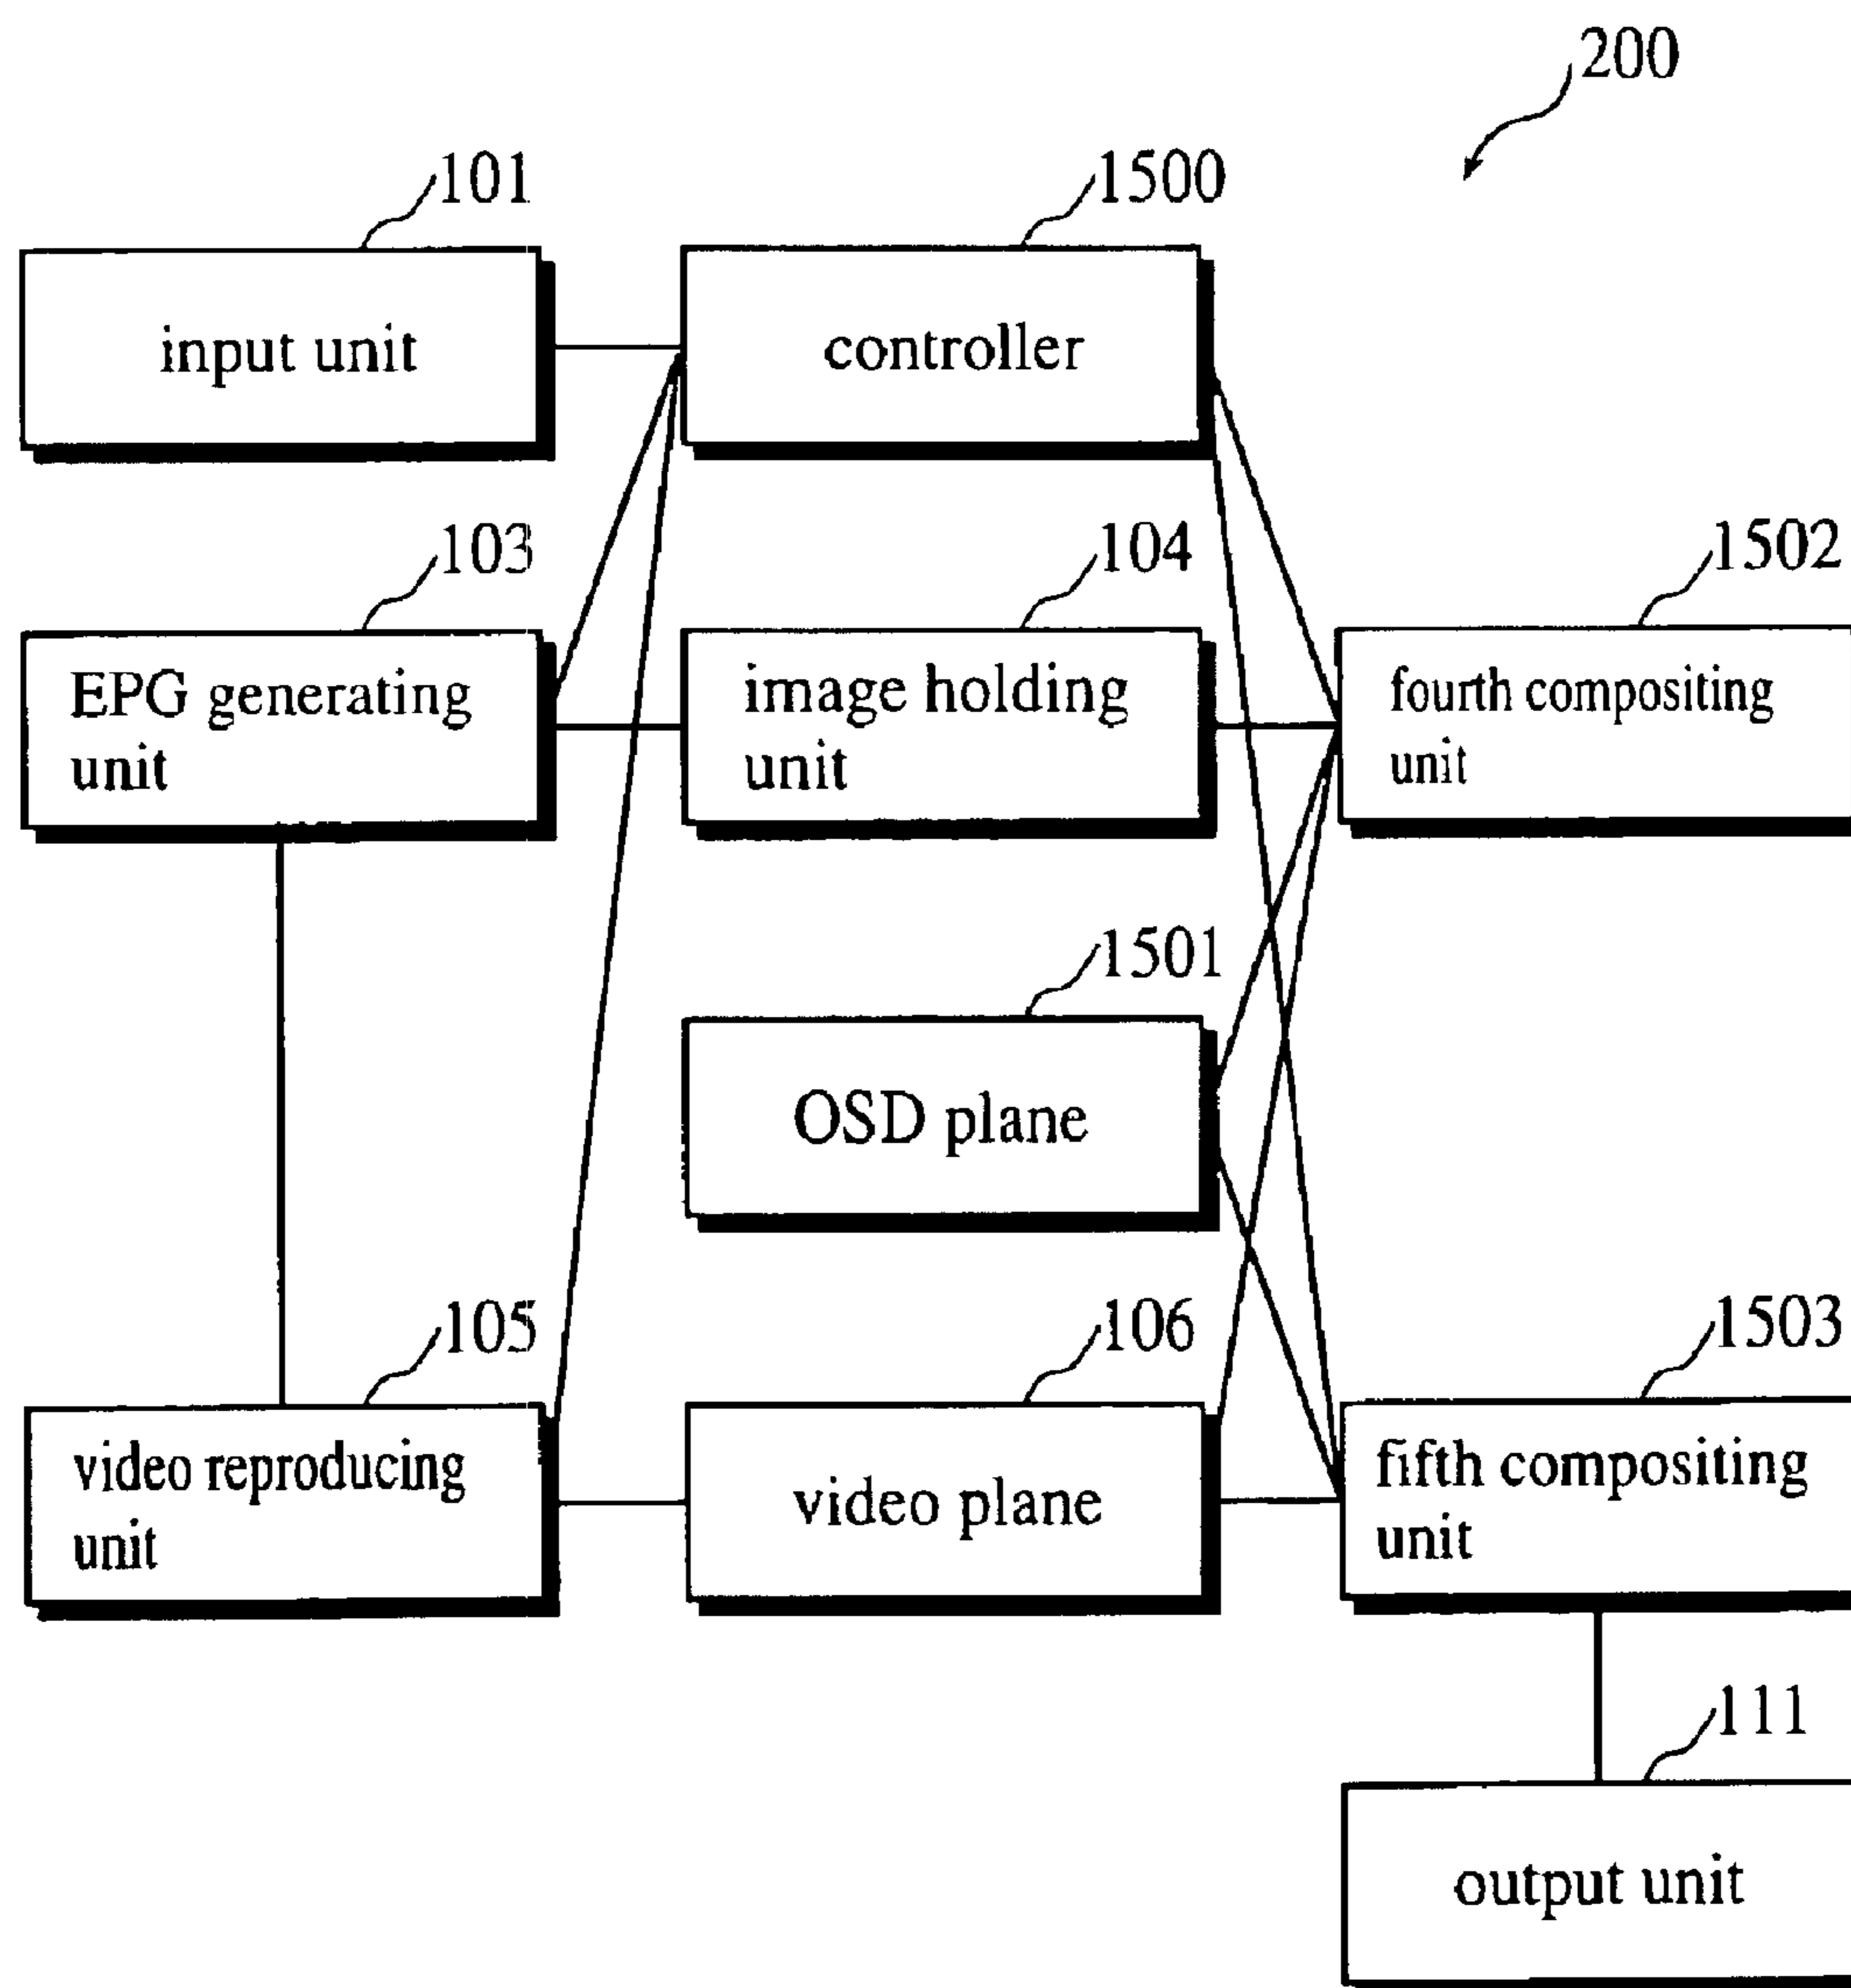 200
101
1500
input unit
controller
103
104
1502
EPG generating
unit
image holding
unit
fourth compositing
unit
1501
OSD plane
105
106
1503
video reproducing
unit
video plane
fifth compositing
unit
111
output unit